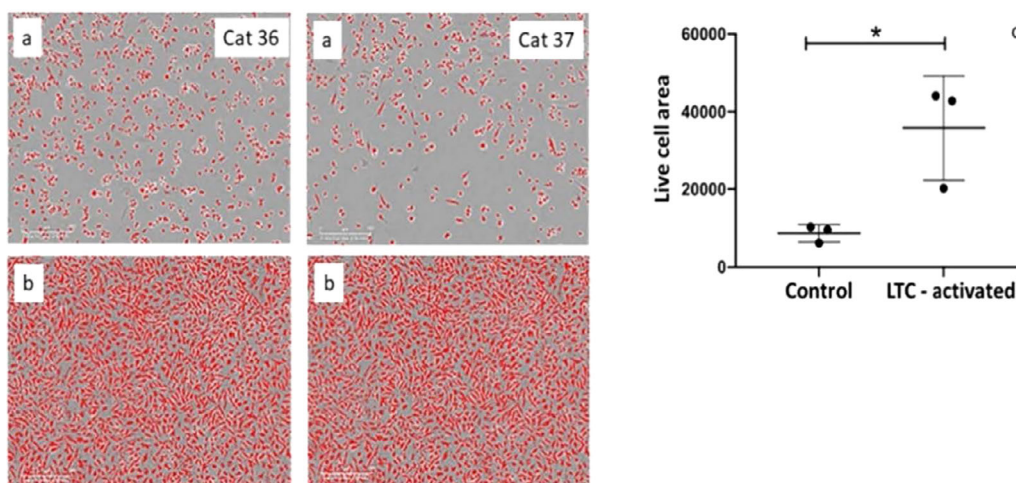 a
Cat 36
a
Cat 37
b
b
60000
40000
20000
0
Live cell area
*
Control
LTC - activated